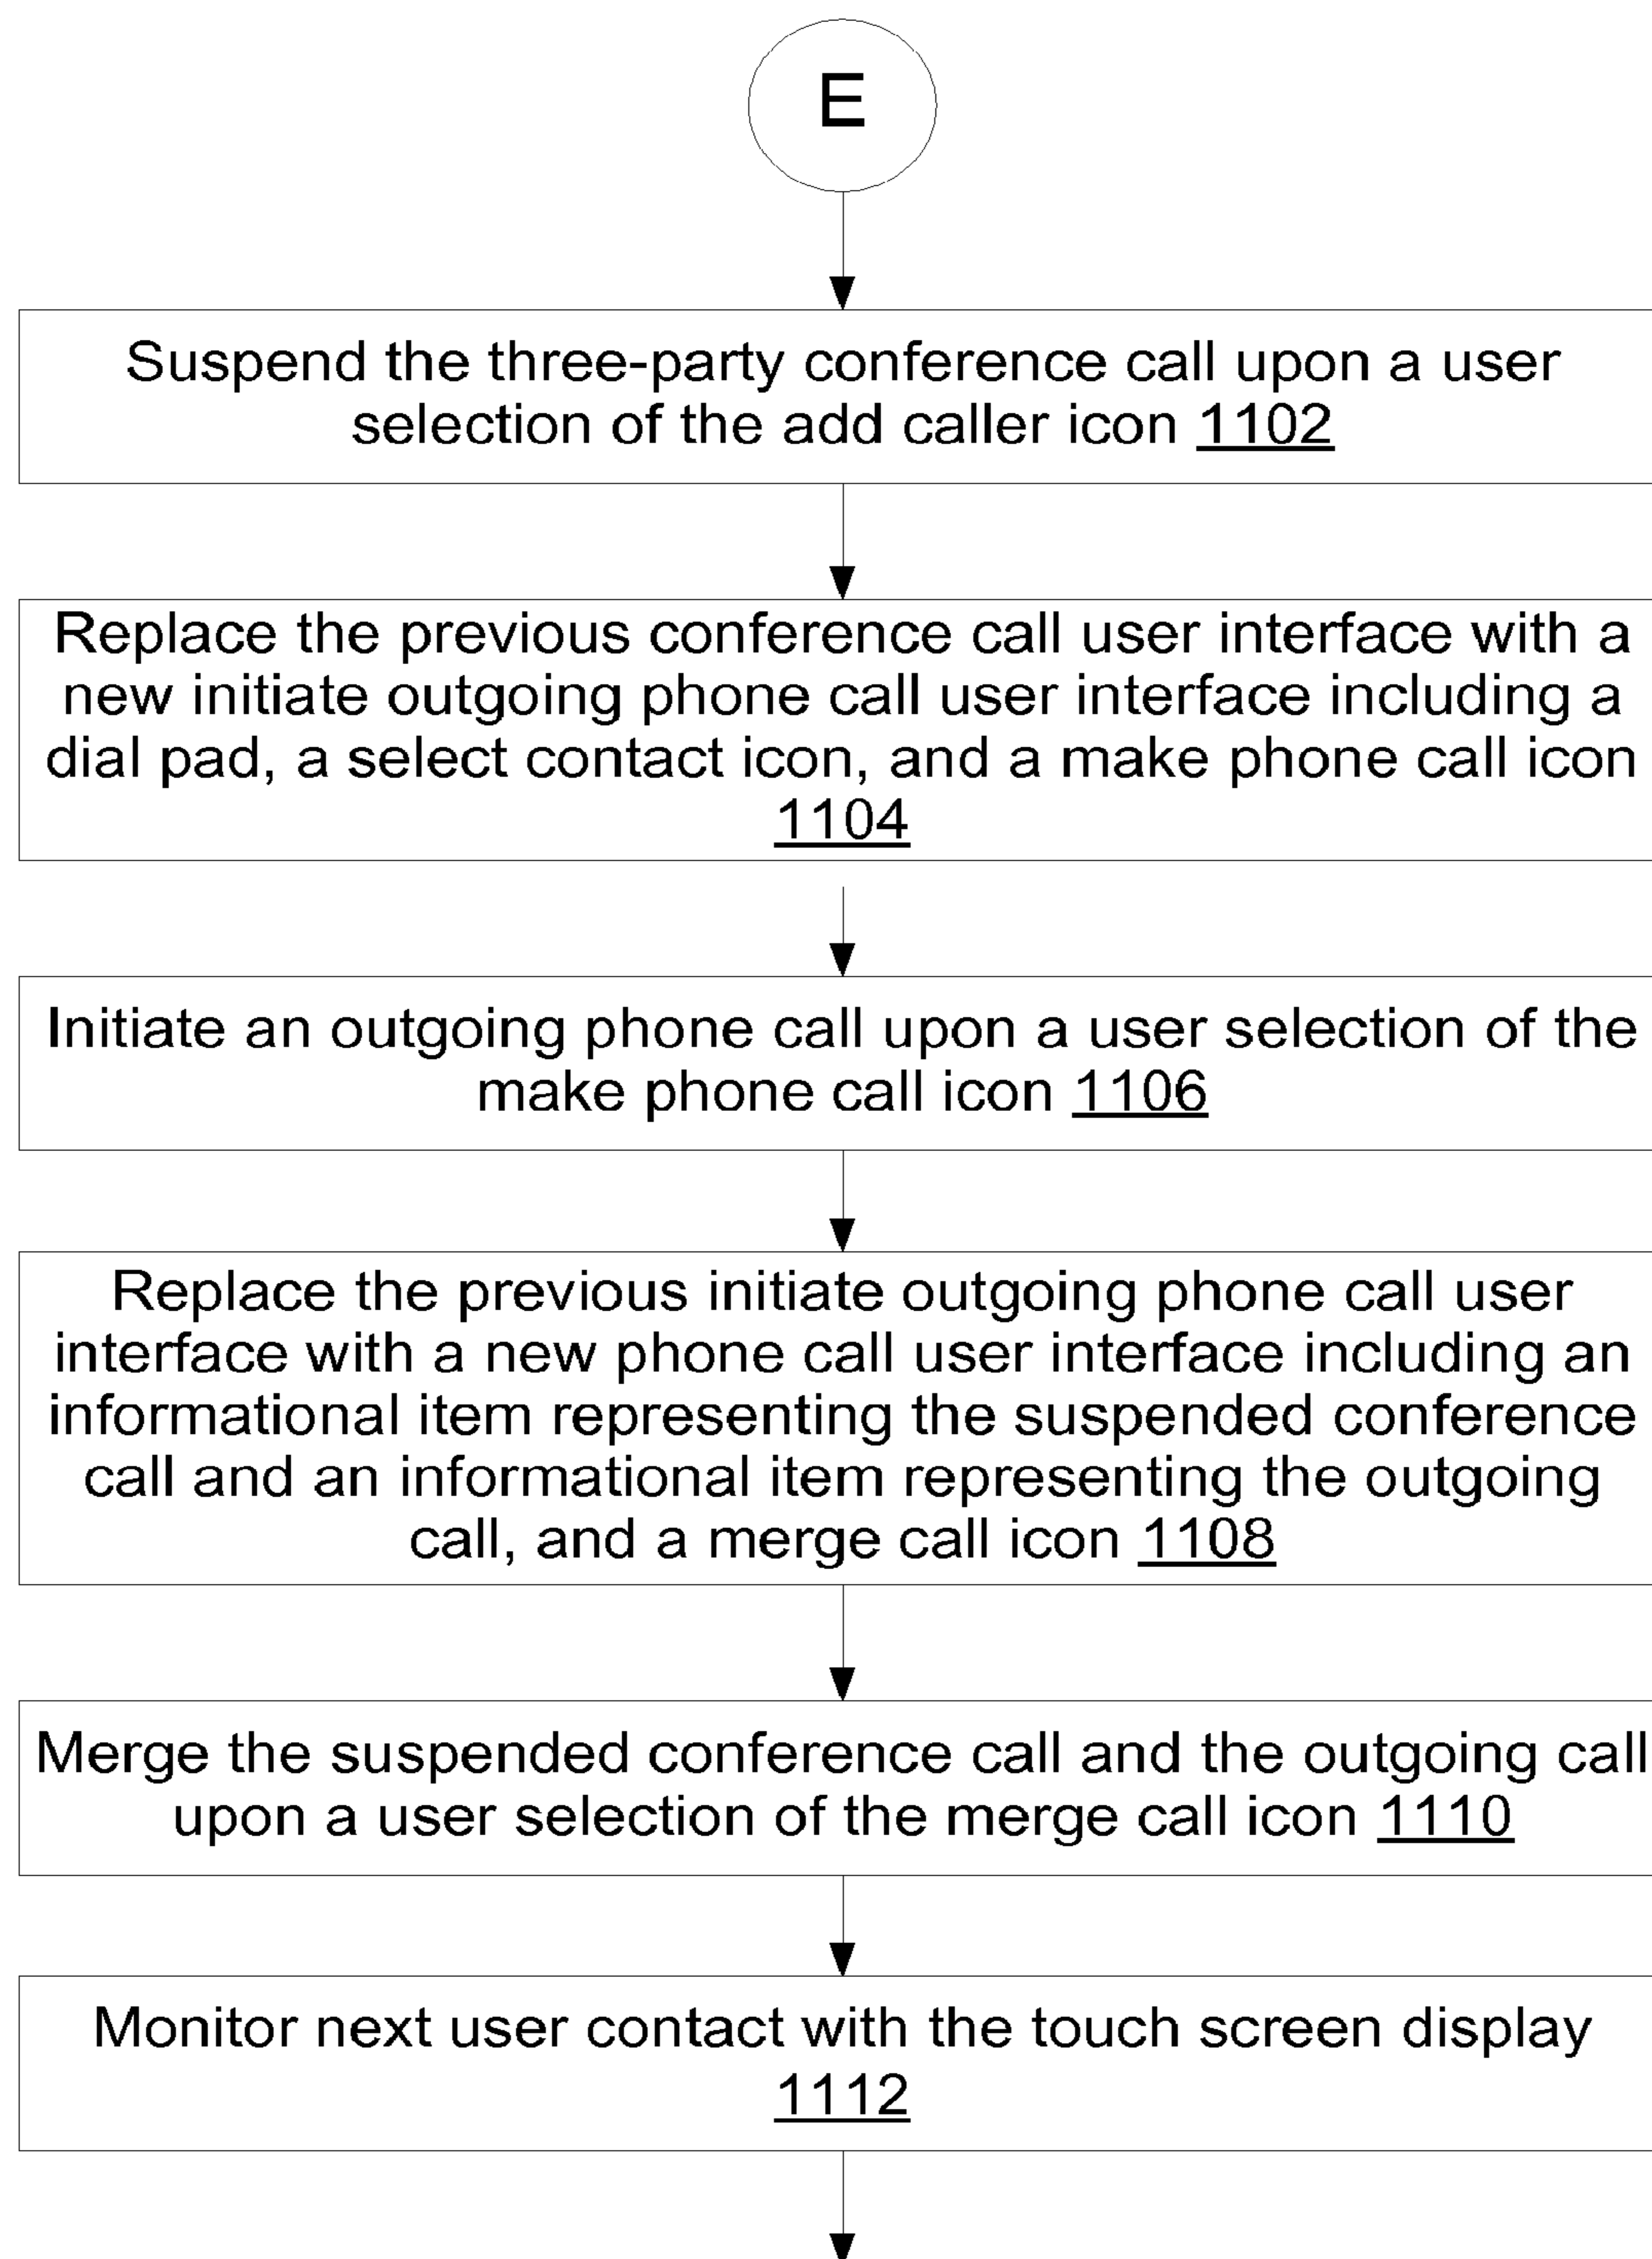 E
Suspend the three-party conference call upon a user
selection of the add caller icon 1102
Replace the previous conference call user interface with a
new initiate outgoing phone call user interface including a
dial pad, a select contact icon, and a make phone call icon
1104
Initiate an outgoing phone call upon a user selection of the
make phone call icon 1106
Replace the previous initiate outgoing phone call user
interface with a new phone call user interface including an
informational item representing the suspended conference
call and an informational item representing the outgoing
call, and a merge call icon 1108
Merge the suspended conference call and the outgoing call
upon a user selection of the merge call icon 1110
Monitor next user contact with the touch screen display
1112